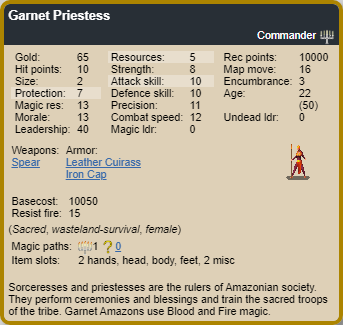 Garnet Priestess
Commander
Gold: 65 Resources: 5 Rec points: 10000
Hit points: 10 Strength: 8 Map move: 16
Size: 2 Attack skill: 10 Encumbrance: 3
Protection: 7 Defence skill: 10 Age: 22
Magic res: 13 Precision: 11 (50)
Morale: 13 Combat speed: 12 Undead ldr: 0
Leadership: 40 Magic ldr: 0
Weapons: Armor:
Spear Leather Cuirass
Iron Cap
Basecost: 10050
Resist fire: 15
(Sacred, wasteland-survival, female)
Magic paths: 1 ? 0
Item slots: 2 hands, head, body, feet, 2 misc
Sorceresses and priestesses are the rulers of Amazonian society.
They perform ceremonies and blessings and train the sacred troops
of the tribe. Garnet Amazons use Blood and Fire magic.